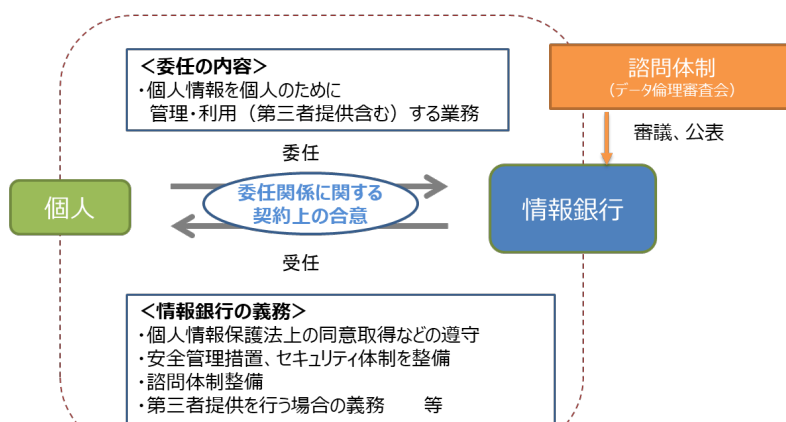 ＜委任の内容＞
・個人情報を個人のために
管理・利用（第三者提供含む）する業務
諮問体制
（データ倫理審査会）
審議、公表
委任
個人
委任関係に関する
契約上の合意
情報銀行
受任
＜情報銀行の義務＞
・個人情報保護法上の同意取得などの遵守
・安全管理措置、セキュリティ体制を整備
・諮問体制整備
・第三者提供を行う場合の義務　　等